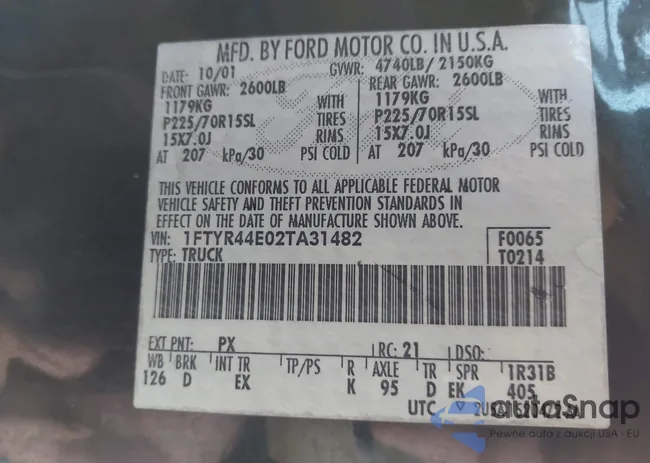 MFD. BY FORD MOTOR CO. IN U.S.A.
DATE: 10/01 GVWR: 4740LB/ 2150KG
FRONT GAWR: 2600LB REAR GAWR: 2600LB
1179KG WITH 1179KG WITH
P225/70R15SL TIRES P225/70R15SL TIRES
15X7.0J RIMS 15X7.0J RIMS
AT 207 kPa/30 PSI COLD AT 207 kPa/30 PSI COLD
THIS VEHICLE CONFORMS TO ALL APPLICABLE FEDERAL MOTOR
VEHICLE SAFETY AND THEFT PREVENTION STANDARDS IN
EFFECT ON THE DATE OF MANUFACTURE SHOWN ABOVE.
VIN: 1FTYR44E02TA31482 F0065
TYPE: TRUCK T0214
EXT PNT: PX RC: 21 DSO:
WB BRK INT TR TP/PS R AXLE TR SPR 1R31B
126 D EX K 95 D EK 405
UTC
autoSnap
Pewne auta z aukcji USA i EU